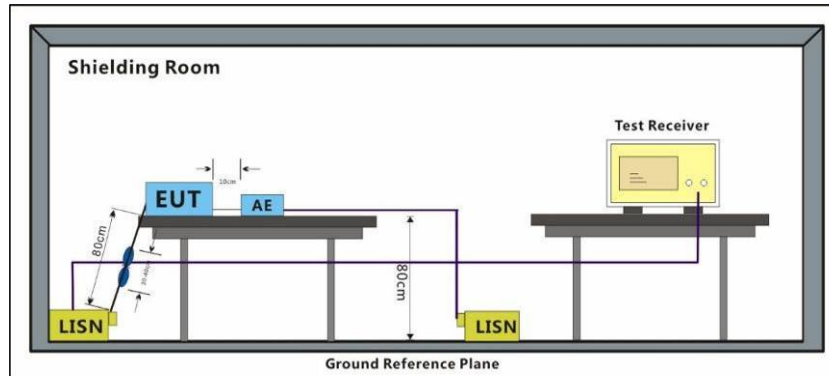 Shielding Room
Test Receiver
10cm
EUT
AE
80cm
80cm
LISN
LISN
Ground Reference Plane